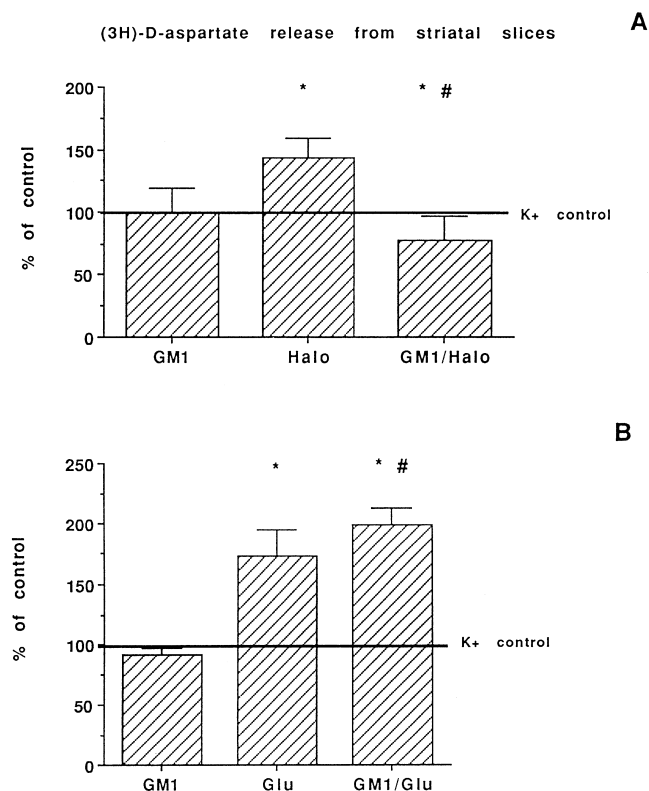 A
(3H)-D-aspartate release from striatal slices
* * #
200
150
100
50
0
% of control
K+ control
GM1 Halo GM1/Halo
B
* * #
250
200
150
100
50
0
% of control
K+ control
GM1 Glu GM1/Glu